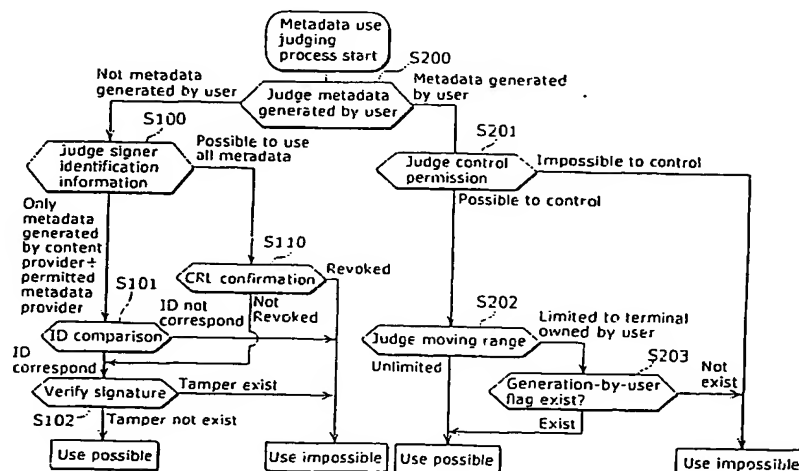 Metadata use
judging
process start
S200
Not metadata
generated by user
Judge metadata
generated by user
Metadata generated
by user
S100
Judge signer
identification
information
Possible to use
all metadata
S201
Judge control
permission
Impossible to control
Possible to control
Only
metadata
generated
by content
provider+
permitted
metadata
provider
S110
CRL confirmation
Revoked
Not
Revoked
S101
ID comparison
ID not
correspond
ID
correspond
S202
Judge moving range
Limited to terminal
owned by user
Unlimited
S203
Generation-by-user
flag exist?
Not
exist
Exist
Verify signature
Tamper exist
S102
Tamper not exist
Use possible
Use impossible
Use possible
Use impossible